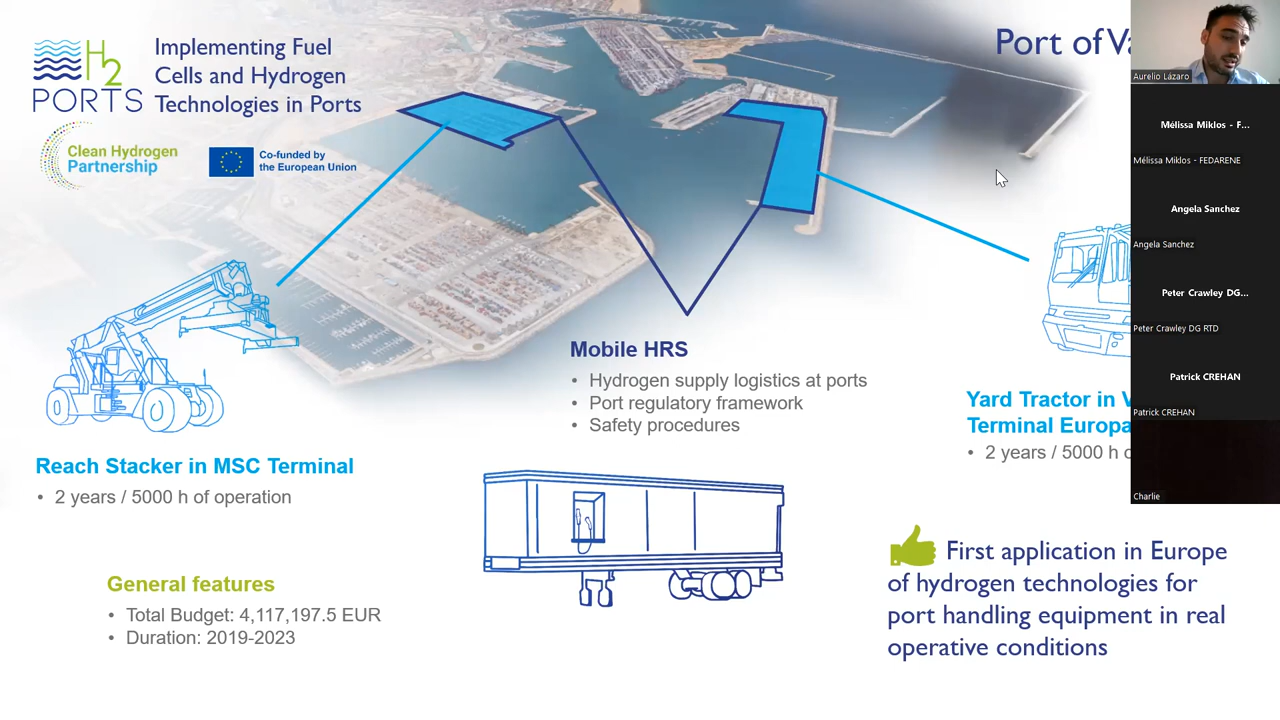 H2
PORTS
Implementing Fuel
Cells and Hydrogen
Technologies in Ports
Clean Hydrogen
Partnership
Co-funded by
the European Union
Port of
Reach Stacker in MSC Terminal
• 2 years / 5000 h of operation
General features
• Total Budget: 4,117,197.5 EUR
• Duration: 2019-2023
Mobile HRS
• Hydrogen supply logistics at ports
• Port regulatory framework
• Safety procedures
Yard Tractor in
Terminal Europa
• 2 years / 5000 h
First application in Europe
of hydrogen technologies for
port handling equipment in real
operative conditions
Aurelio Lázaro
Mélissa Miklos - F...
Mélissa Miklos - FEDARENE
Angela Sanchez
Angela Sanchez
Peter Crawley DG...
Peter Crawley DG RTD
Patrick CREHAN
Patrick CREHAN
Charlie